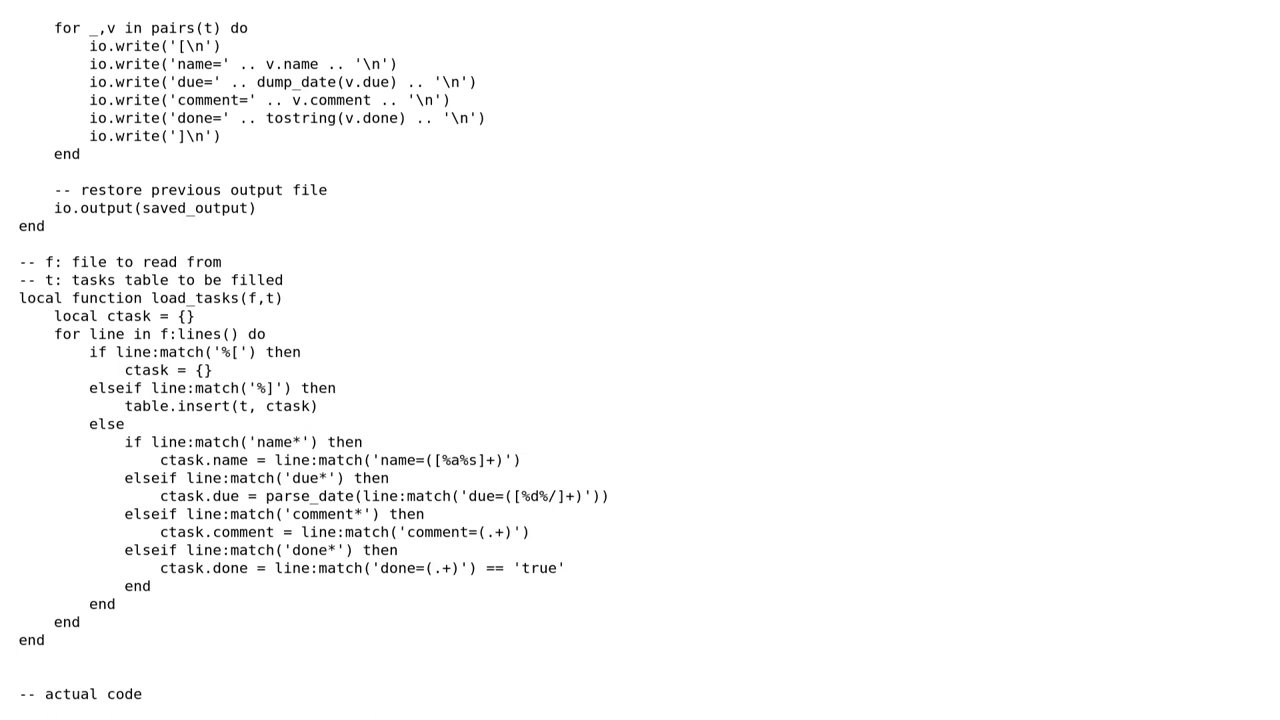 for _,v in pairs(t) do
        io.write('[\n')
        io.write('name=' .. v.name .. '\n')
        io.write('due=' .. dump_date(v.due) .. '\n')
        io.write('comment=' .. v.comment .. '\n')
        io.write('done=' .. tostring(v.done) .. '\n')
        io.write(']\n')
    end

    -- restore previous output file
    io.output(saved_output)
end

-- f: file to read from
-- t: tasks table to be filled
local function load_tasks(f,t)
    local ctask = {}
    for line in f:lines() do
        if line:match('%[') then
            ctask = {}
        elseif line:match('%]') then
            table.insert(t, ctask)
        else
            if line:match('name*') then
                ctask.name = line:match('name=([%a%s]+)')
            elseif line:match('due*') then
                ctask.due = parse_date(line:match('due=([%d%/]+)'))
            elseif line:match('comment*') then
                ctask.comment = line:match('comment=(.+)')
            elseif line:match('done*') then
                ctask.done = line:match('done=(.+)') == 'true'
            end
        end
    end
end


-- actual code